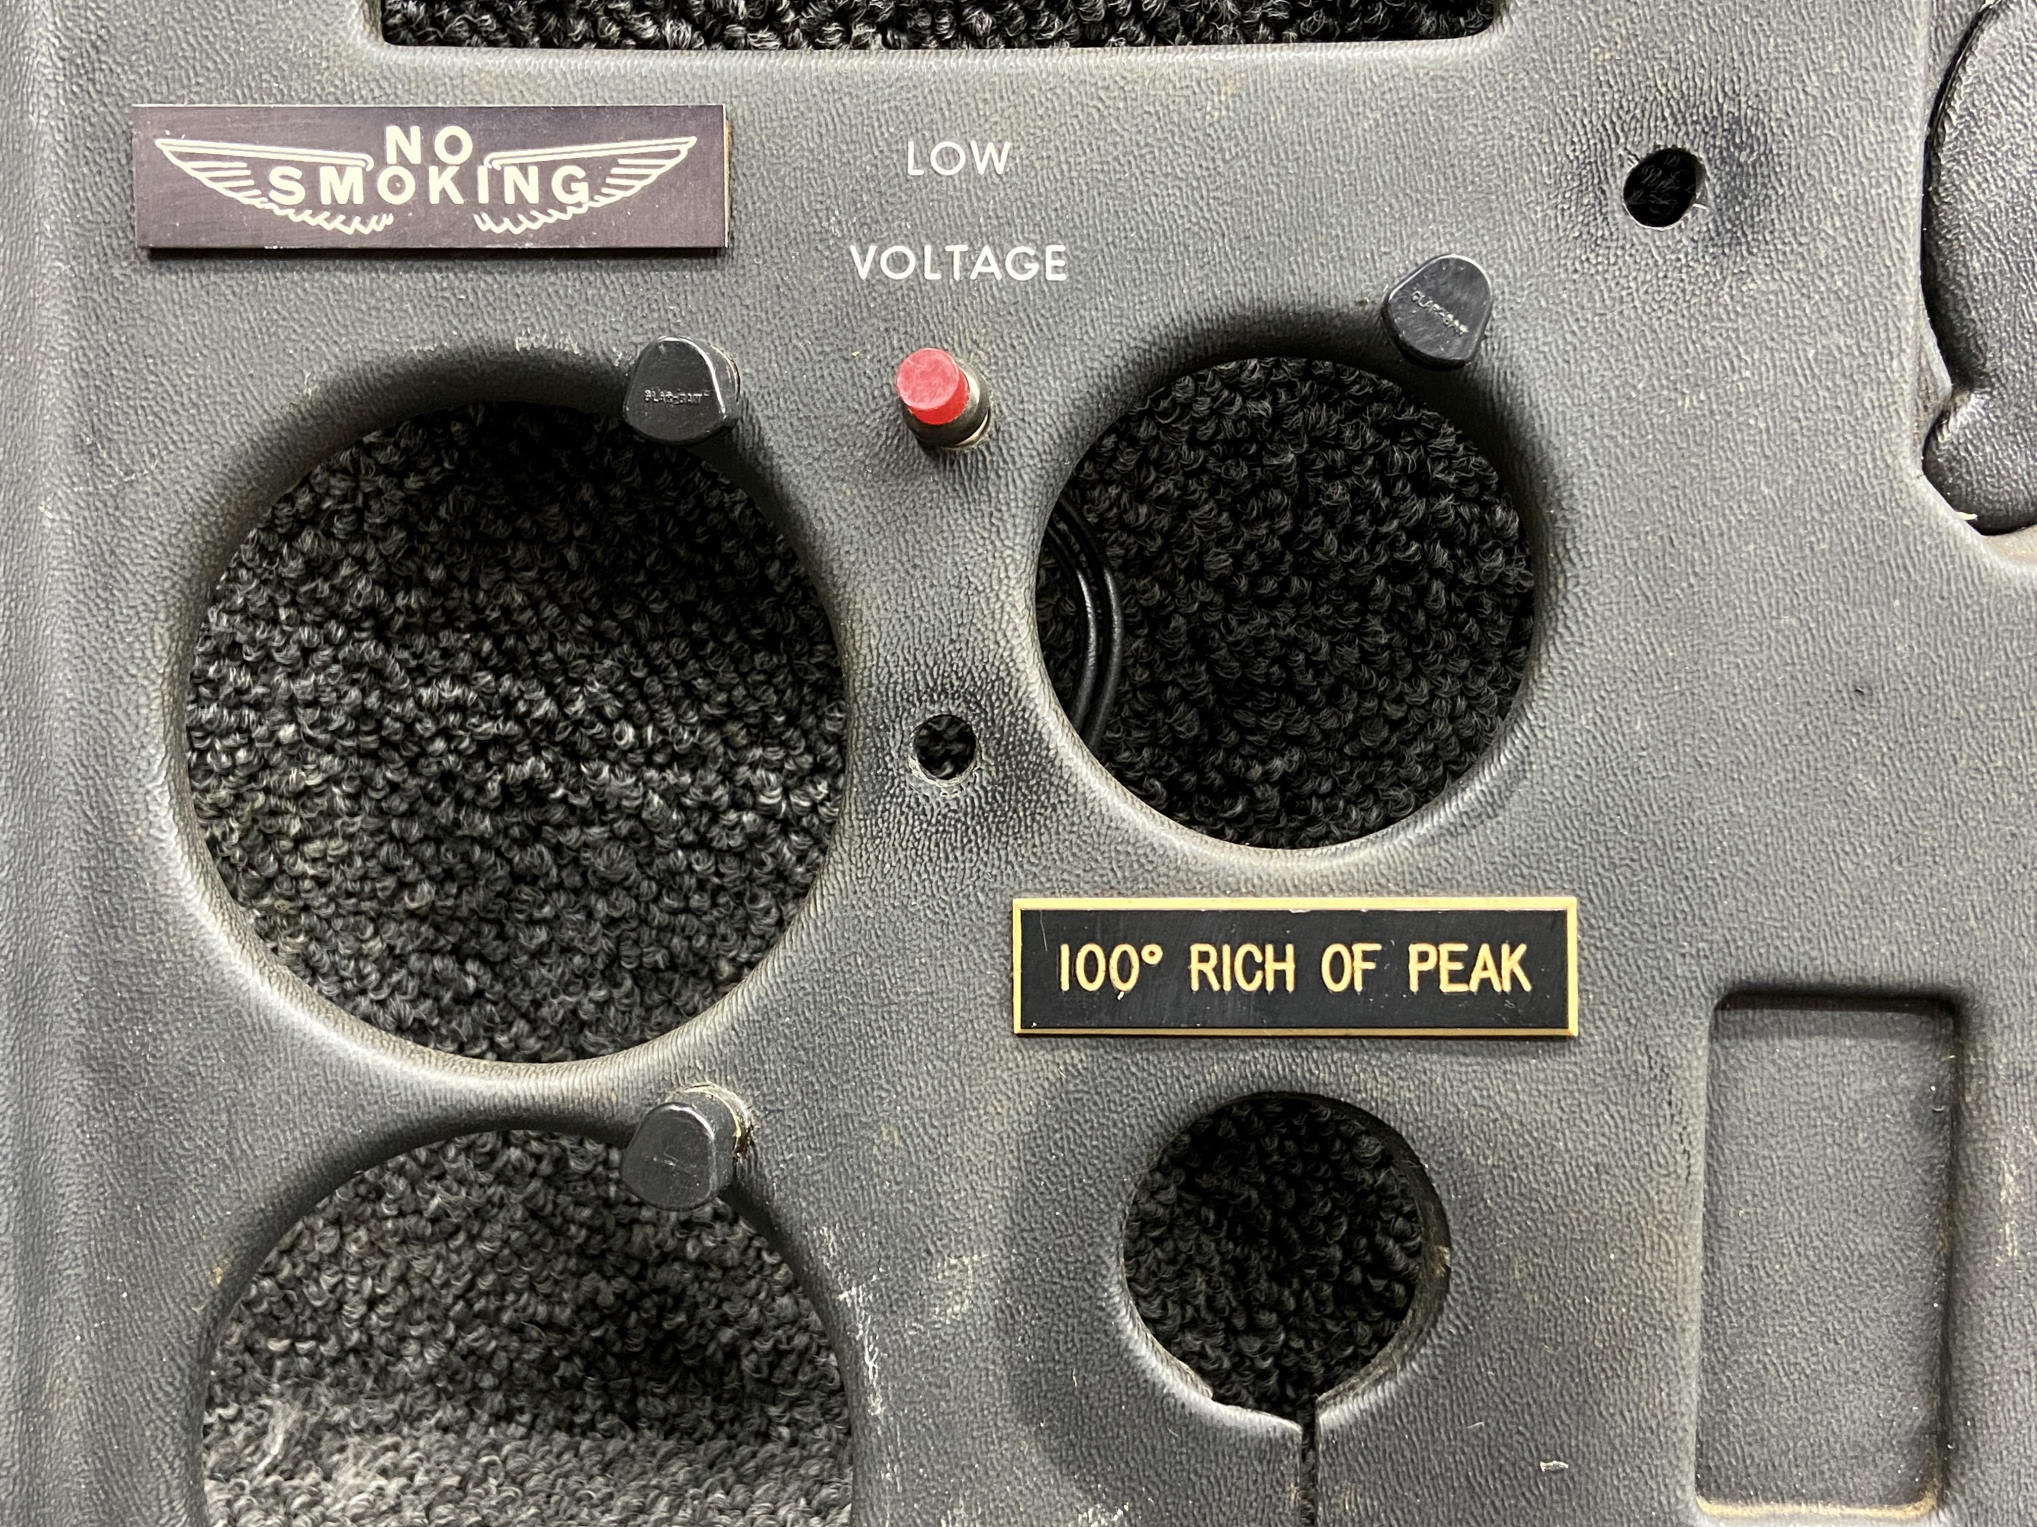 NO
SMOKING
LOW
VOLTAGE
100° RICH OF PEAK